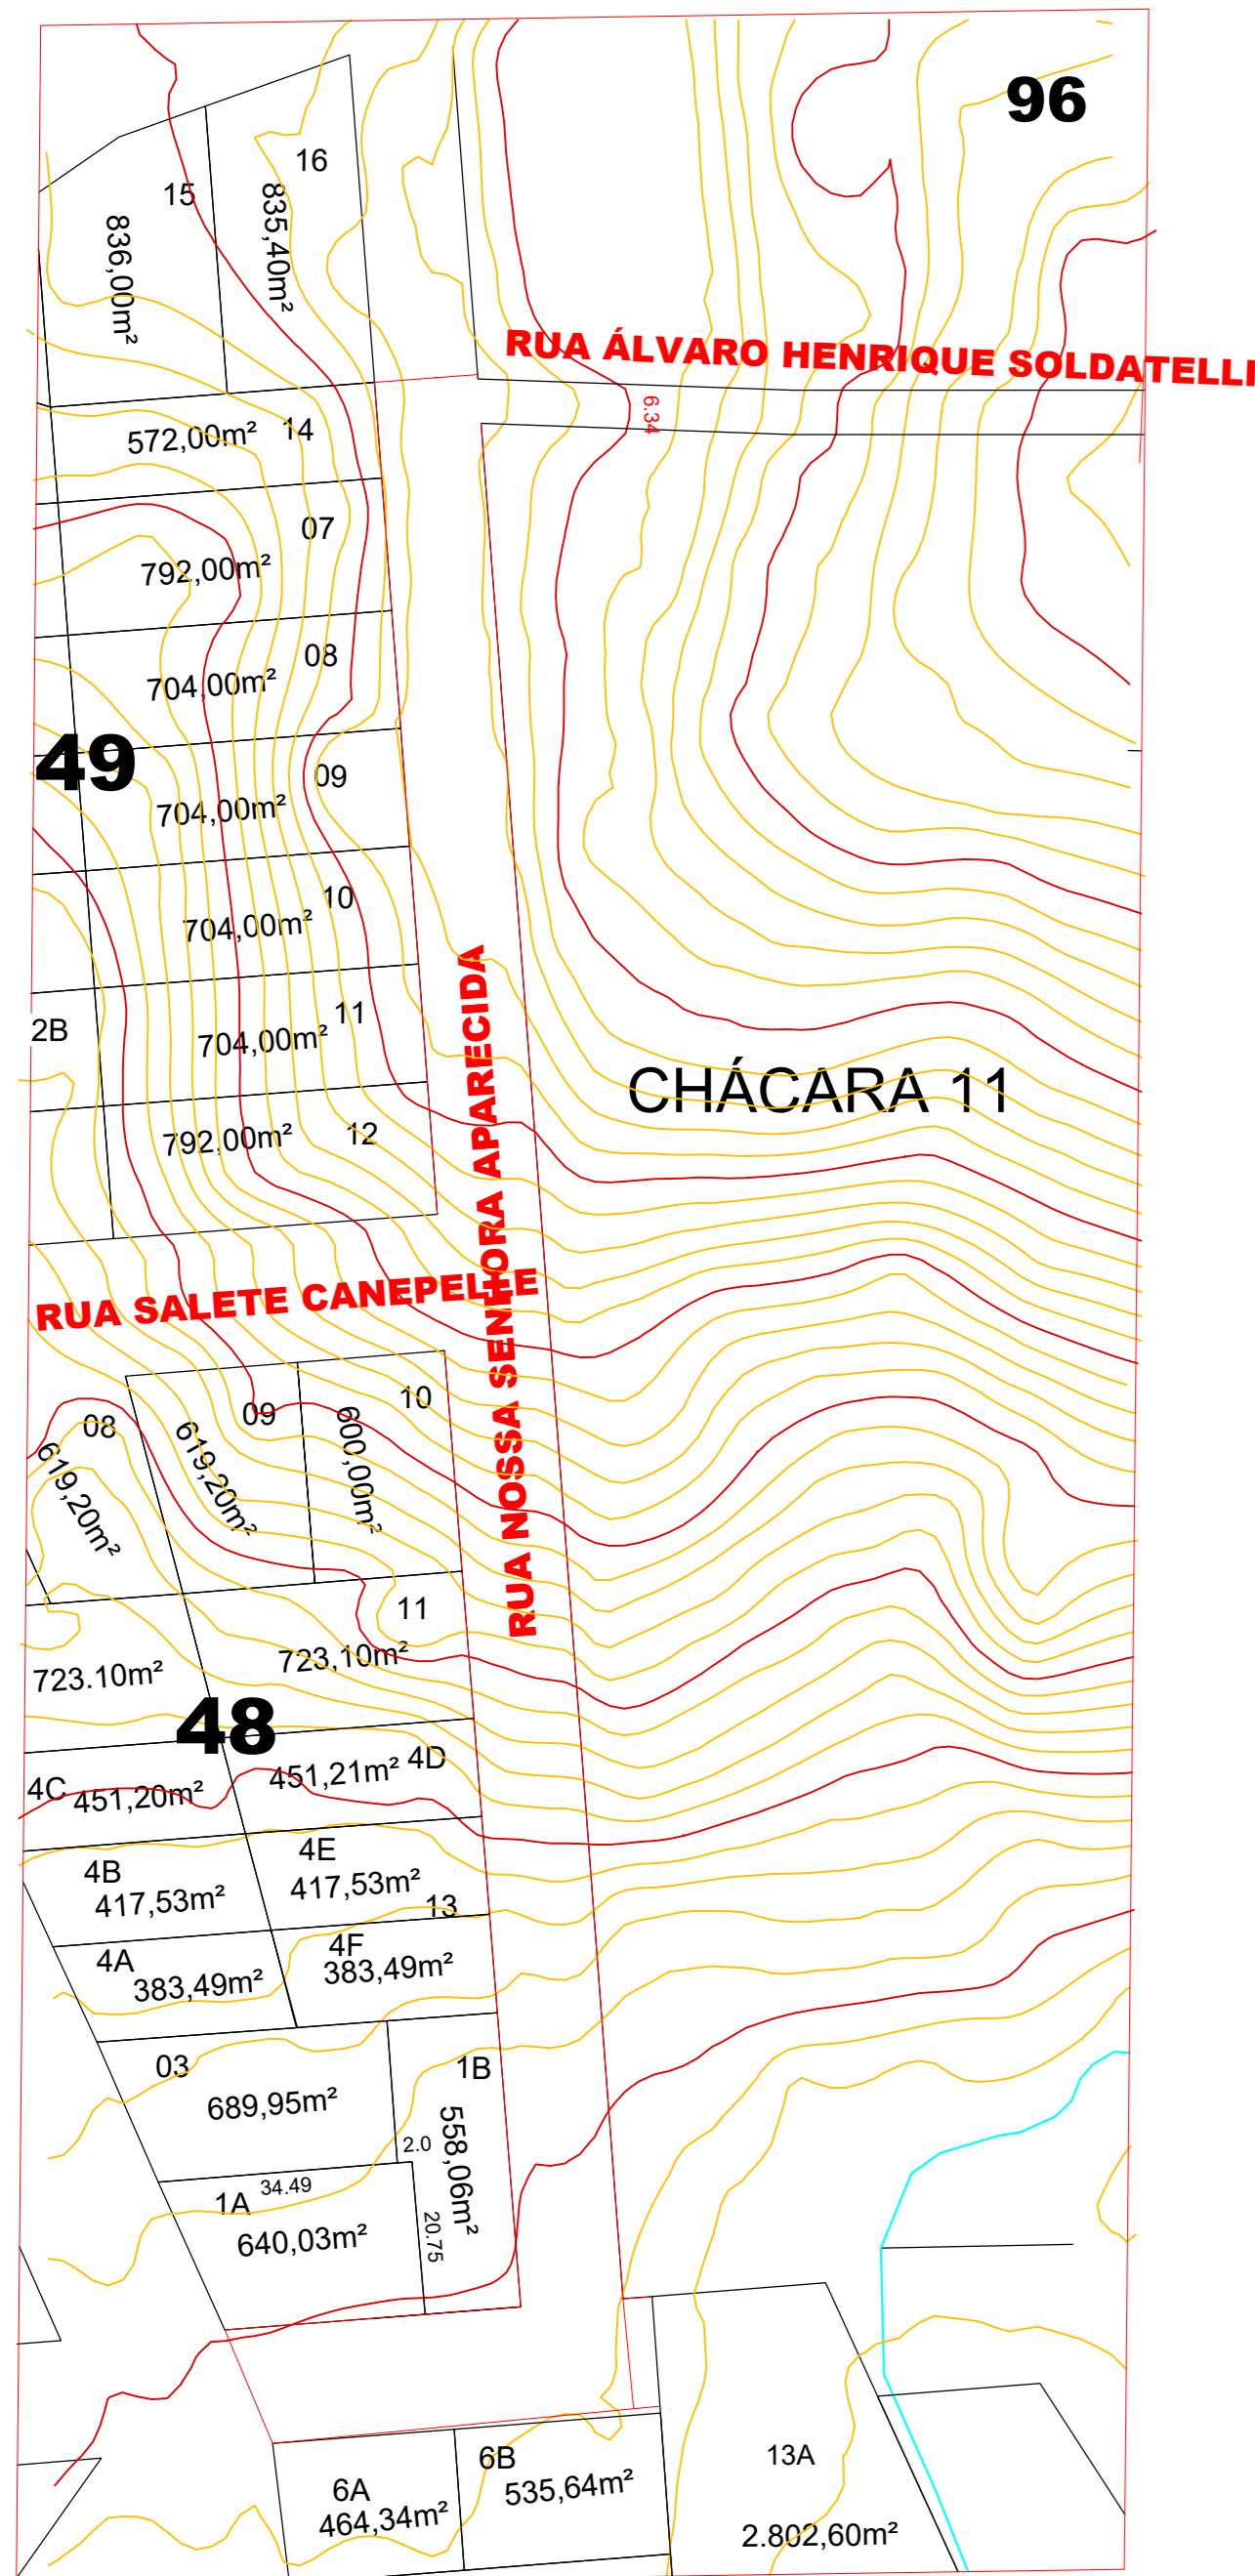 96
16
15
835,40m²
836,00m²
RUA ÁLVARO HENRIQUE SOLDATELLI
6.34
572,00m² 14
07
792,00m²
08
704,00m²
49
09
704,00m²
10
704,00m²
11
704,00m²
2B
CHÁCARA 11
792,00m² 12
RUA NOSSA SENHORA APARECIDA
RUA SALETE CANEPELLE
10
09
08
619,20m²
619,20m²
600,00m²
11
723,10m²
723.10m²
48
4D
451,21m²
4C 451,20m²
4E
417,53m²
4B
417,53m²
13
4F
383,49m²
4A
383,49m²
03
689,95m²
1B
558,06m²
2.0
34.49
1A
640,03m²
20.75
6B
535,64m²
13A
6A
464,34m²
2.802,60m²